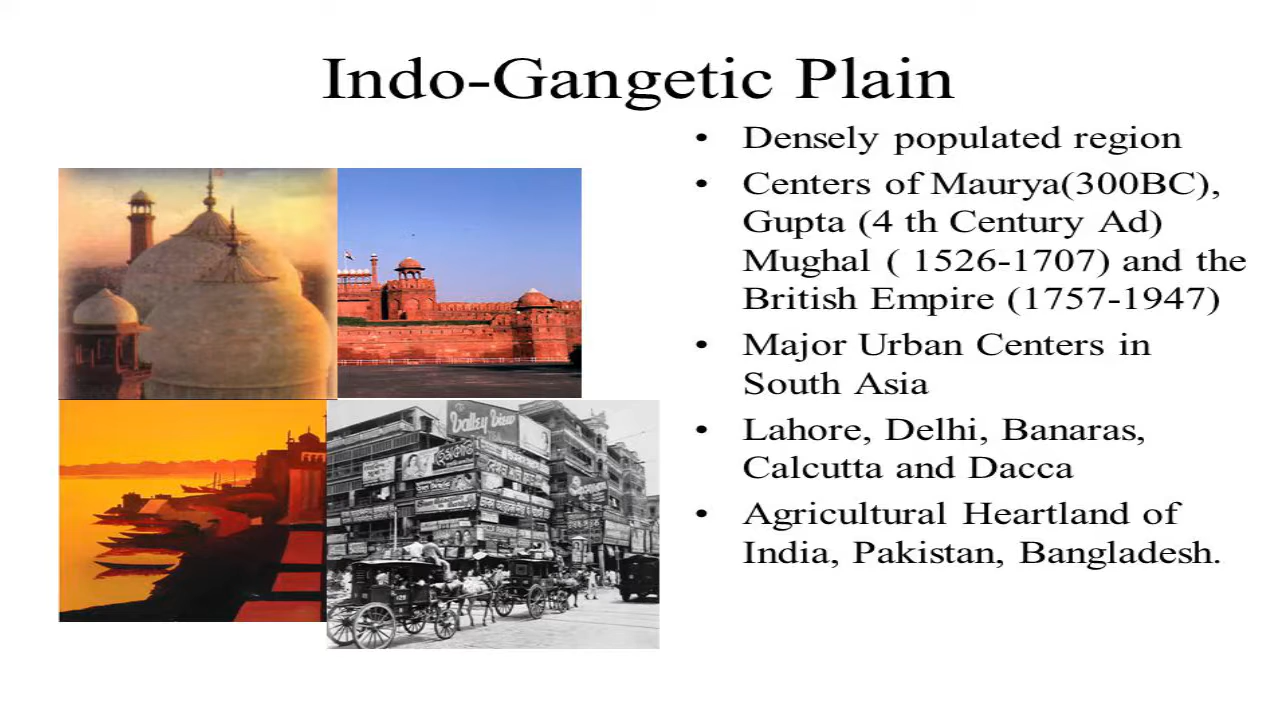 Indo-Gangetic Plain
• Densely populated region
• Centers of Maurya(300BC),
Gupta (4 th Century Ad)
Mughal ( 1526-1707) and the
British Empire (1757-1947)
• Major Urban Centers in
South Asia
• Lahore, Delhi, Banaras,
Calcutta and Dacca
• Agricultural Heartland of
India, Pakistan, Bangladesh.
Valley View